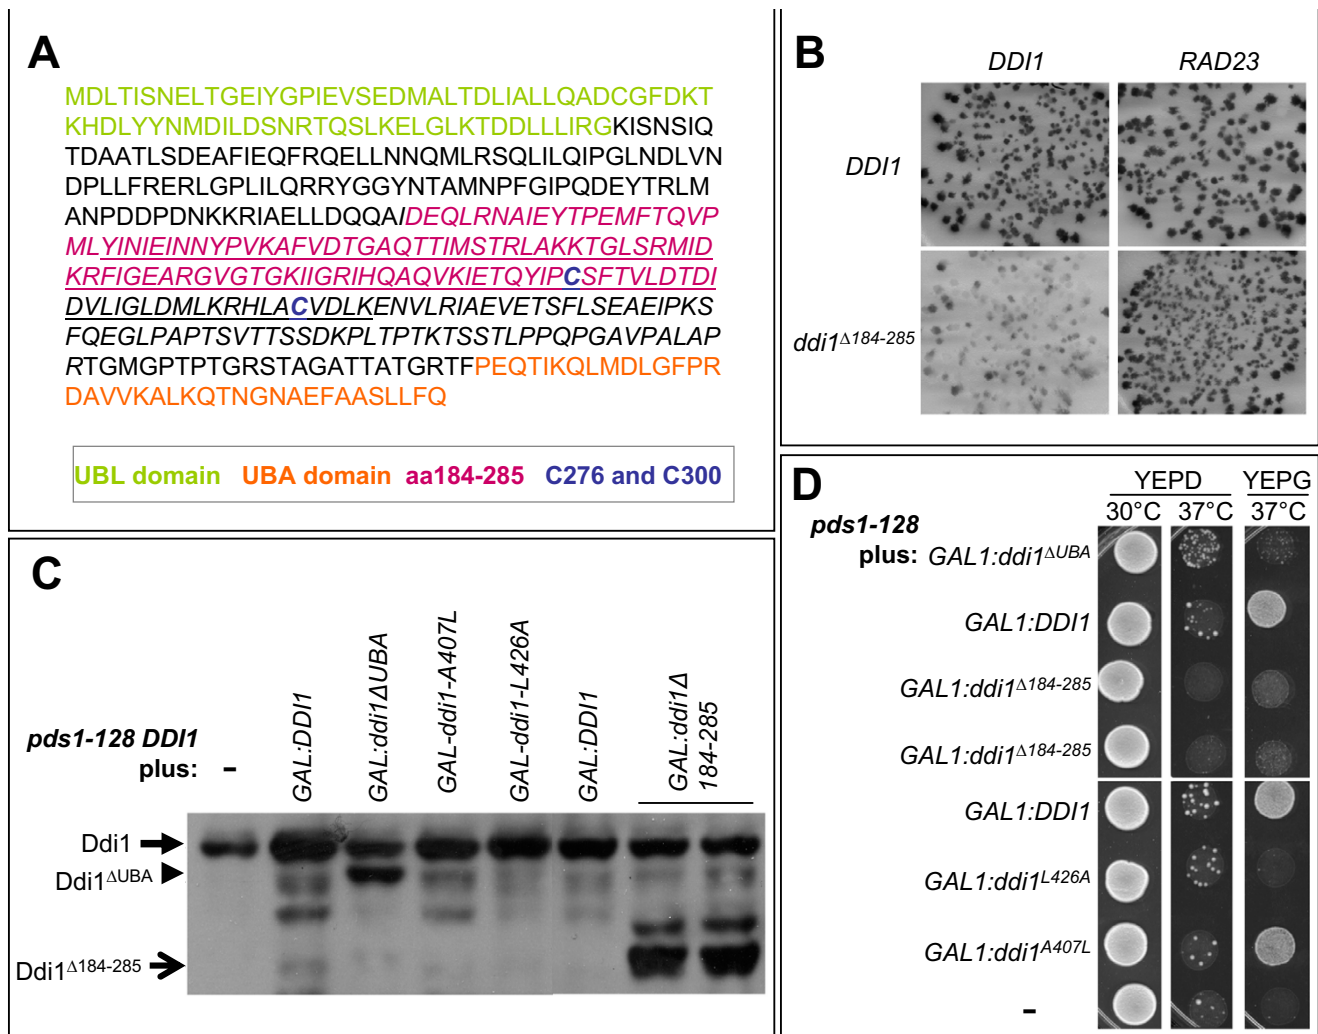 A
MDLTISNELTGEIYGPIEVSEDMALTDLIALLQADCGFDKT
KHDLYYNMDILDSNRTQSLKELGLKTDDLLLIRGKISNSIQ
TDAATLSDEAFIEQFRQELLNNQMLRSQLILQIPGLNDLVN
DPLLFRERLGPLILQRRYGGYNTAMNPFGIPQDEYTRLM
ANPDDPDNKKRIAELLDQQAIDEQLRNAIEYTPEMFTQVP
MLYINIEINNYPVKAFVDTGAQTTIMSTRLAKKTGLSRMID
KRFIGEARGVGTGKIIGRIHQAQVKIETQYIPCSFTVLDTDI
DVLIGLDMLKRHLACVDLKENVLRIAEVETSFLSEAEIPKS
FQEGLPAPTSVTTSSDKPLTPTKTSSTLPPQPGAVPALAP
RTGMGPTPTGRSTAGATTATGRTFPEQTIKQLMDLGFPR
DAVVKALKQTNGNAEFAASLLFQ
UBL domain UBA domain aa184-285 C276 and C300
B
DDI1 RAD23
DDI1
ddi1Δ184-285
C
pds1-128 DDI1
plus:
-
GAL:DDI1
GAL:ddi1ΔUBA
GAL-ddi1-A407L
GAL-ddi1-L426A
GAL:DDI1
GAL:ddi1Δ
184-285
Ddi1
Ddi1ΔUBA
Ddi1Δ184-285
D
YEPD YEPG
30°C 37°C 37°C
pds1-128
plus: GAL1:ddi1ΔUBA
GAL1:DDI1
GAL1:ddi1Δ184-285
GAL1:ddi1Δ184-285
GAL1:DDI1
GAL1:ddi1L426A
GAL1:ddi1A407L
-